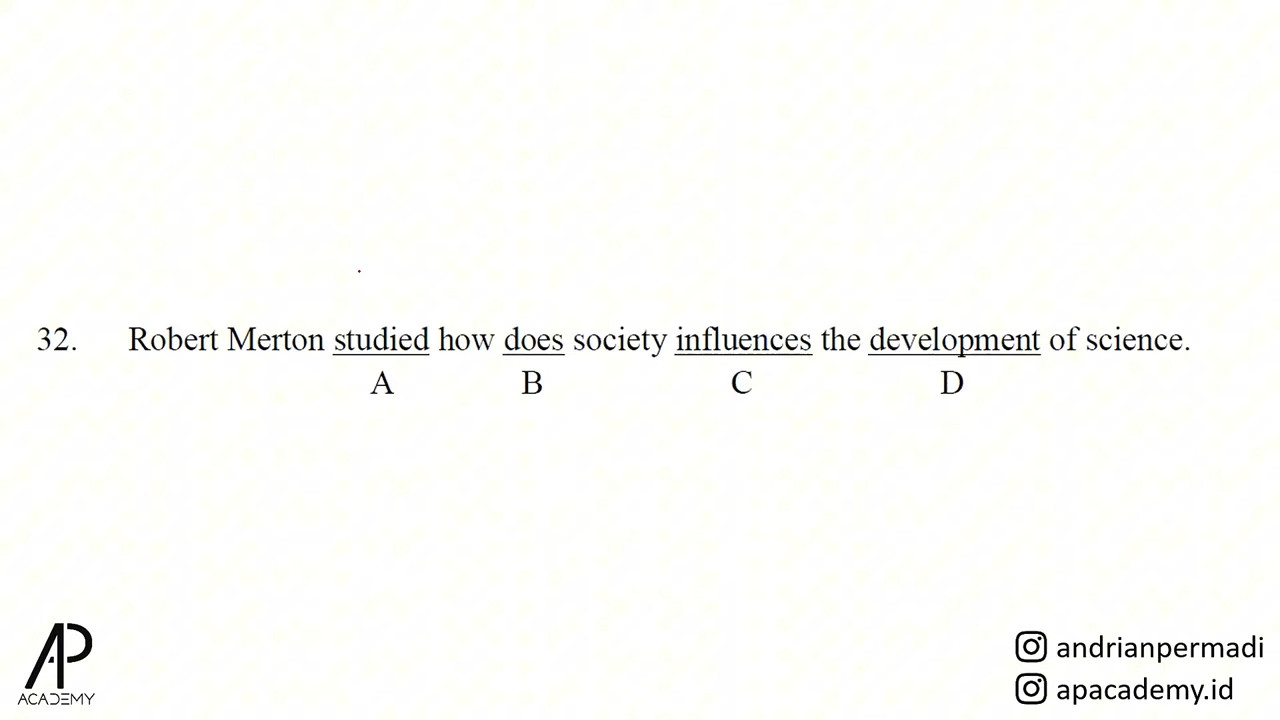 32. Robert Merton studied how does society influences the development of science.
A B C D
AP
ACADEMY
andrianpermadi
apacademy.id